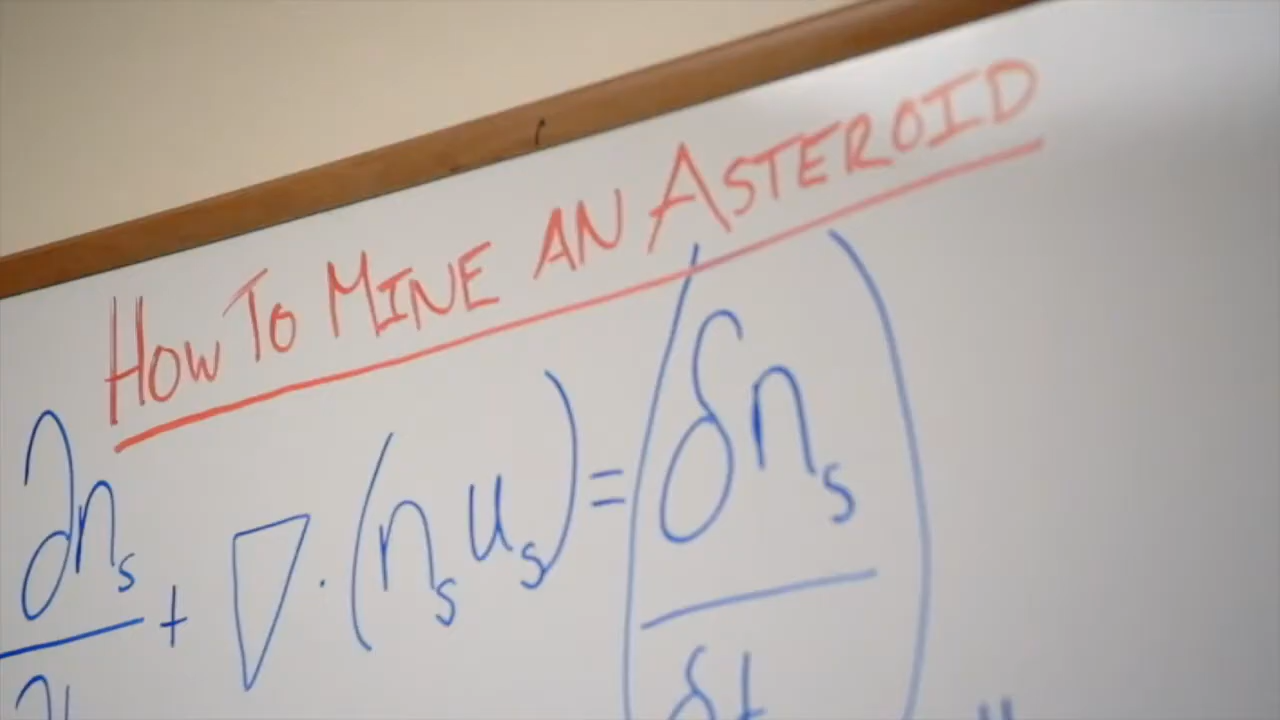 How To Mine an Asteroid
∂nₛ/∂t + ∇·(nₛuₛ) = (δnₛ/δt)